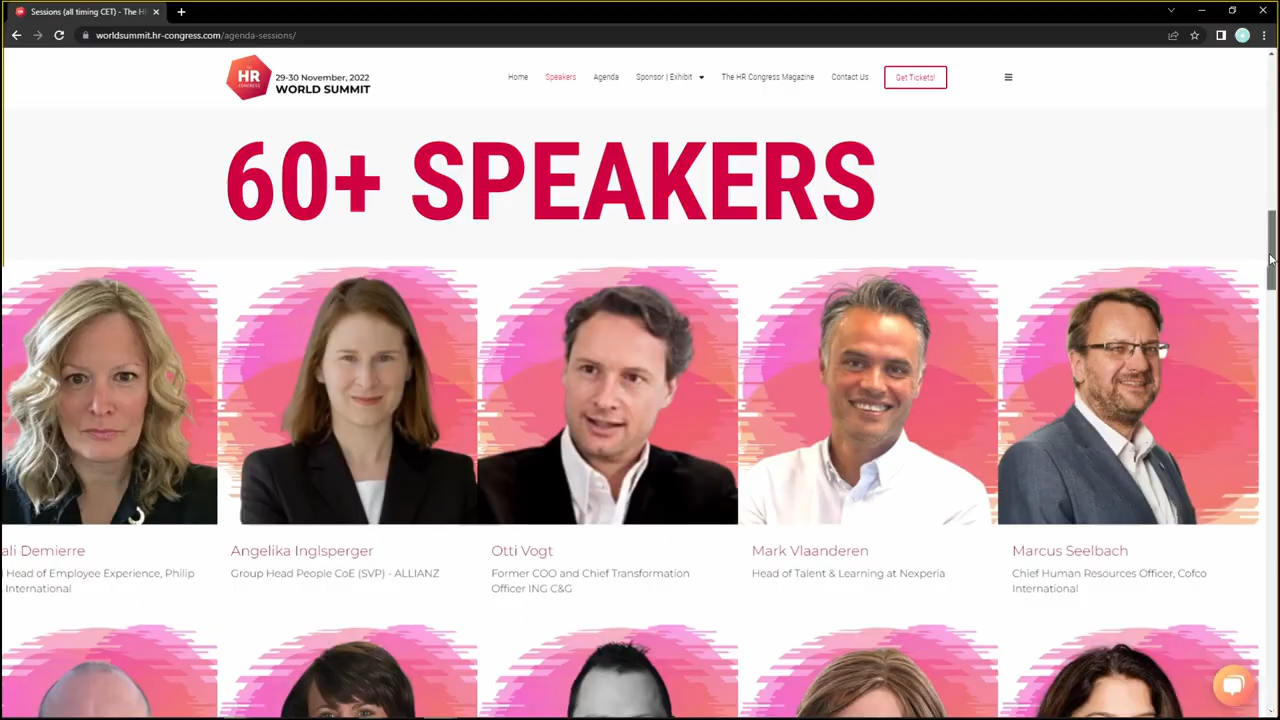 Sessions (all timing CET) - The H
worldsummit.hr-congress.com/agenda-sessions/
The
HR
CONGRESS
29-30 November, 2022
WORLD SUMMIT
Home
Speakers
Agenda
Sponsor | Exhibit
The HR Congress Magazine
Contact Us
Get Tickets!
60+ SPEAKERS
ali Demierre
Head of Employee Experience, Philip
International
Angelika Inglsperger
Group Head People CoE (SVP) - ALLIANZ
Otti Vogt
Former COO and Chief Transformation
Officer ING C&G
Mark Vlaanderen
Head of Talent & Learning at Nexperia
Marcus Seelbach
Chief Human Resources Officer, Cofco
International